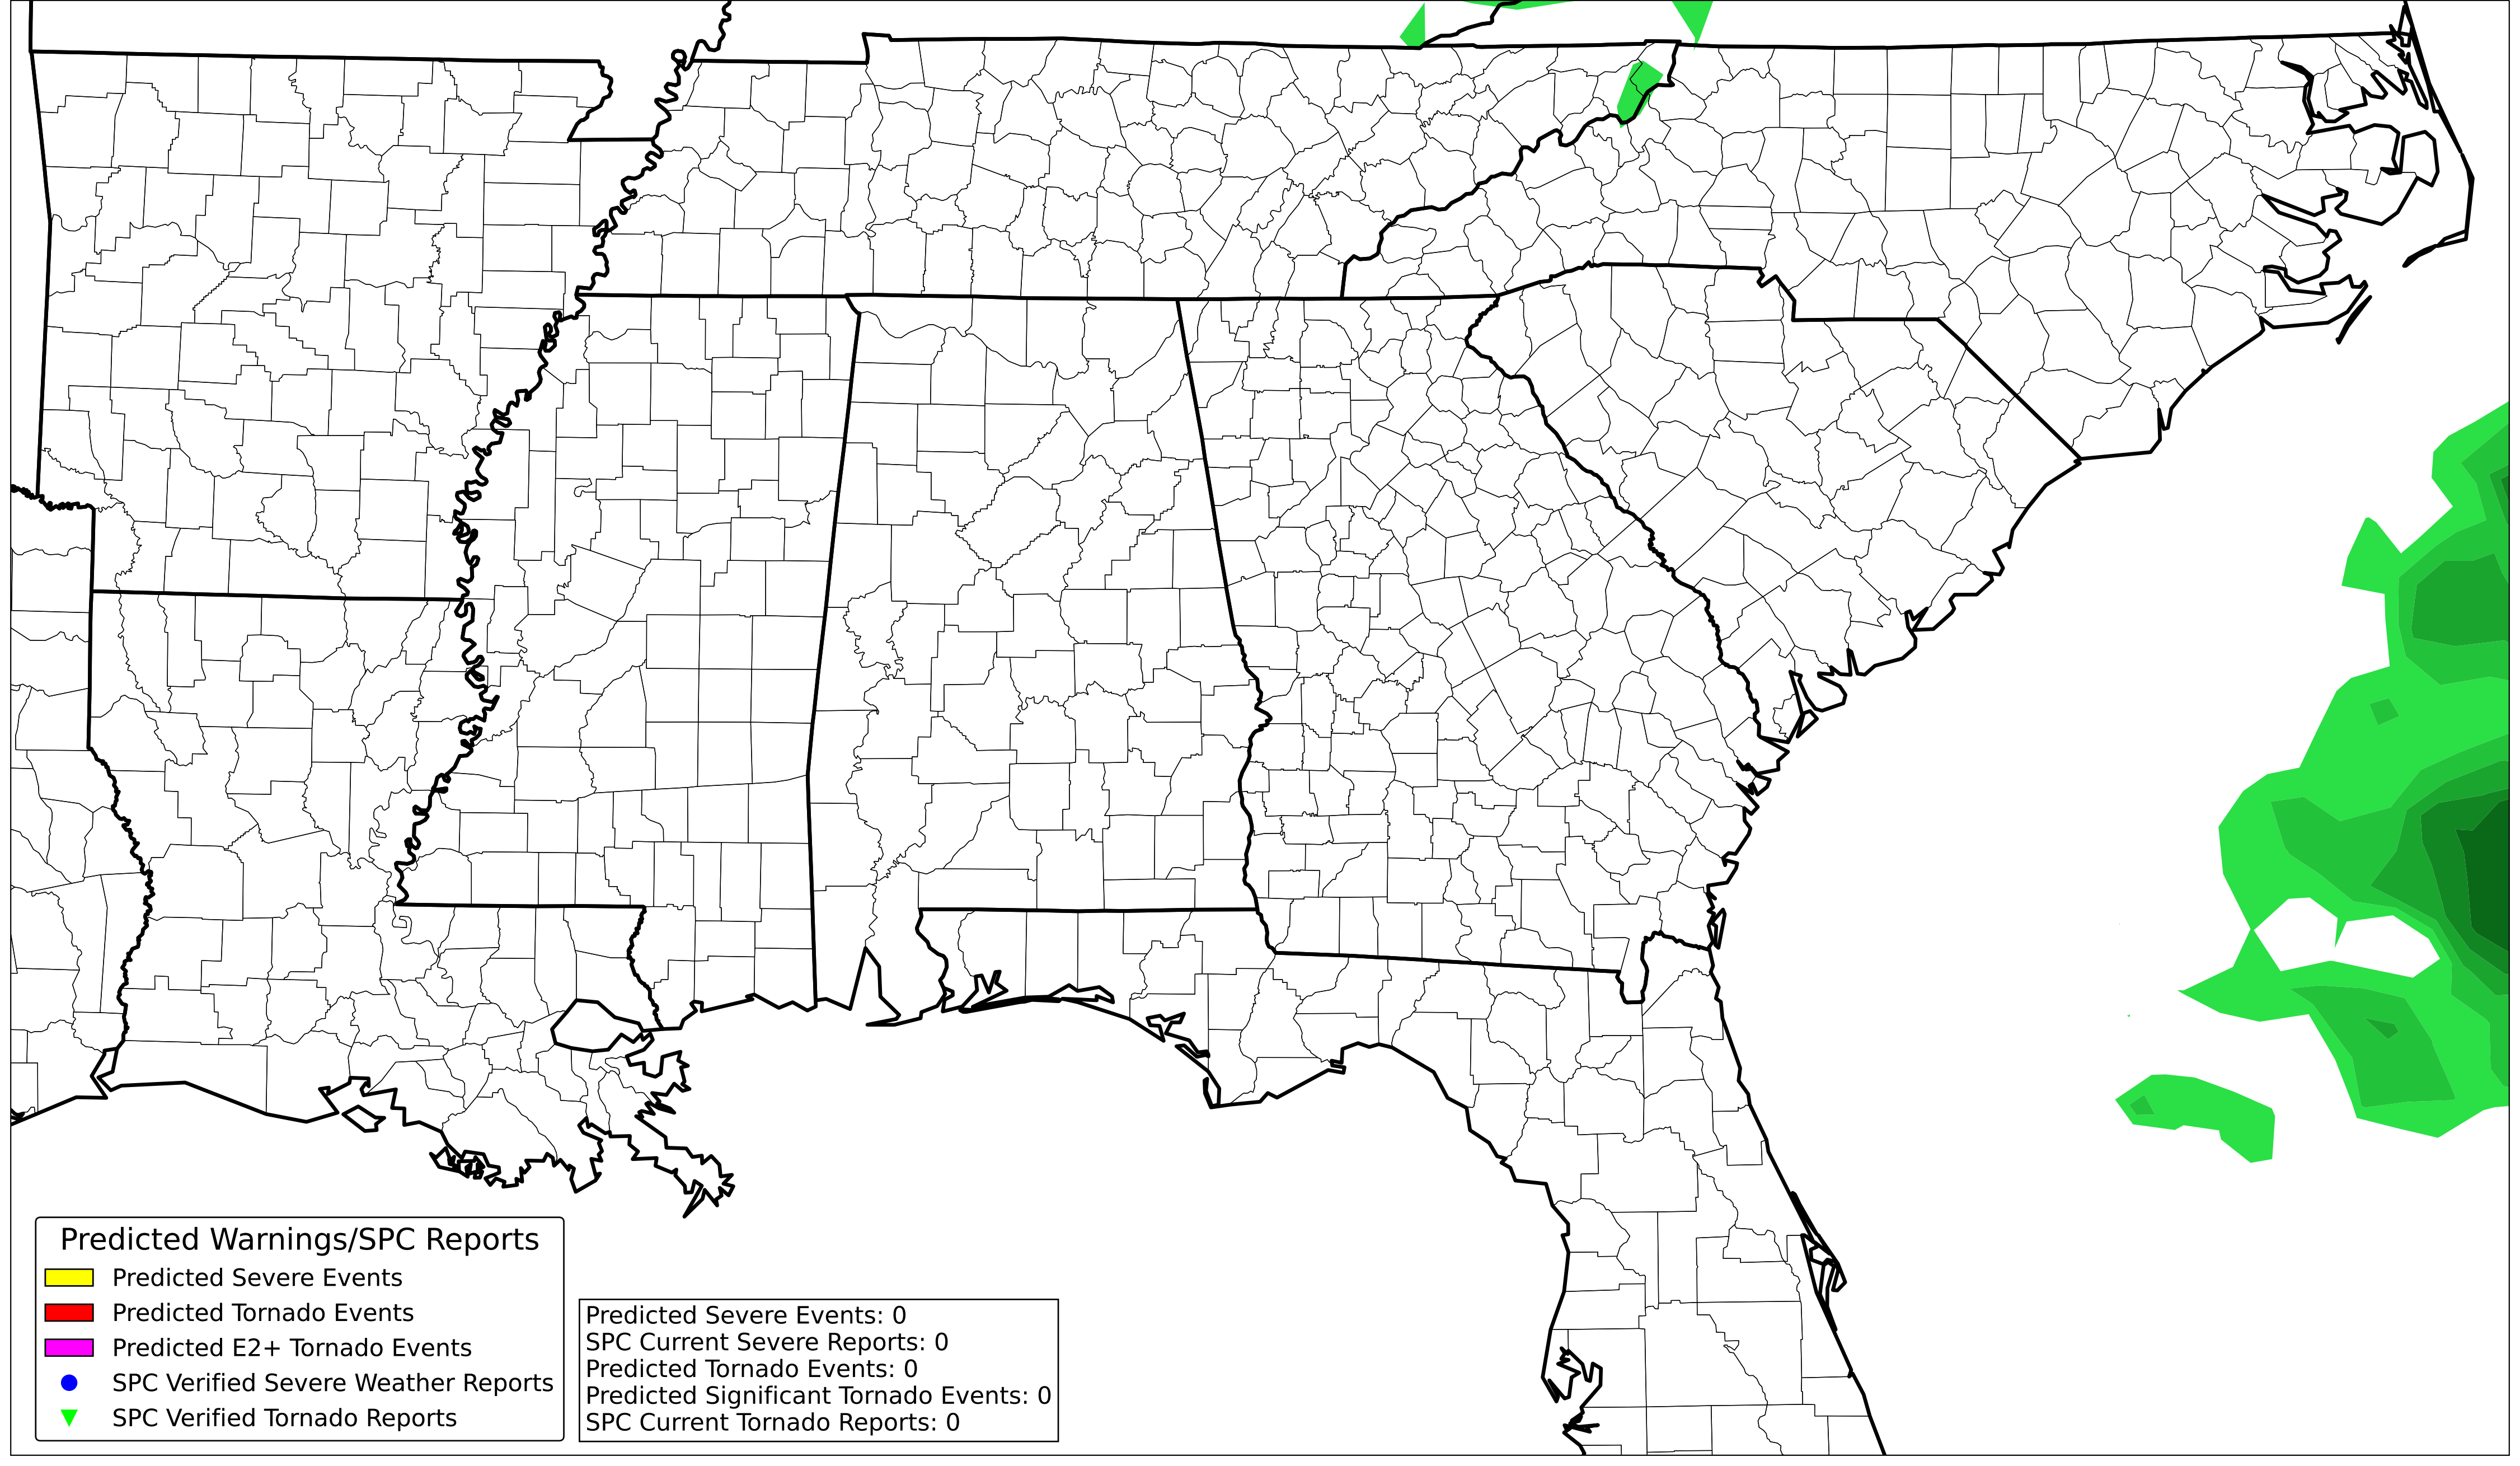 Predicted Warnings/SPC Reports
Predicted Severe Events
Predicted Tornado Events
Predicted E2+ Tornado Events
SPC Verified Severe Weather Reports
SPC Verified Tornado Reports
Predicted Severe Events: 0
SPC Current Severe Reports: 0
Predicted Tornado Events: 0
Predicted Significant Tornado Events: 0
SPC Current Tornado Reports: 0